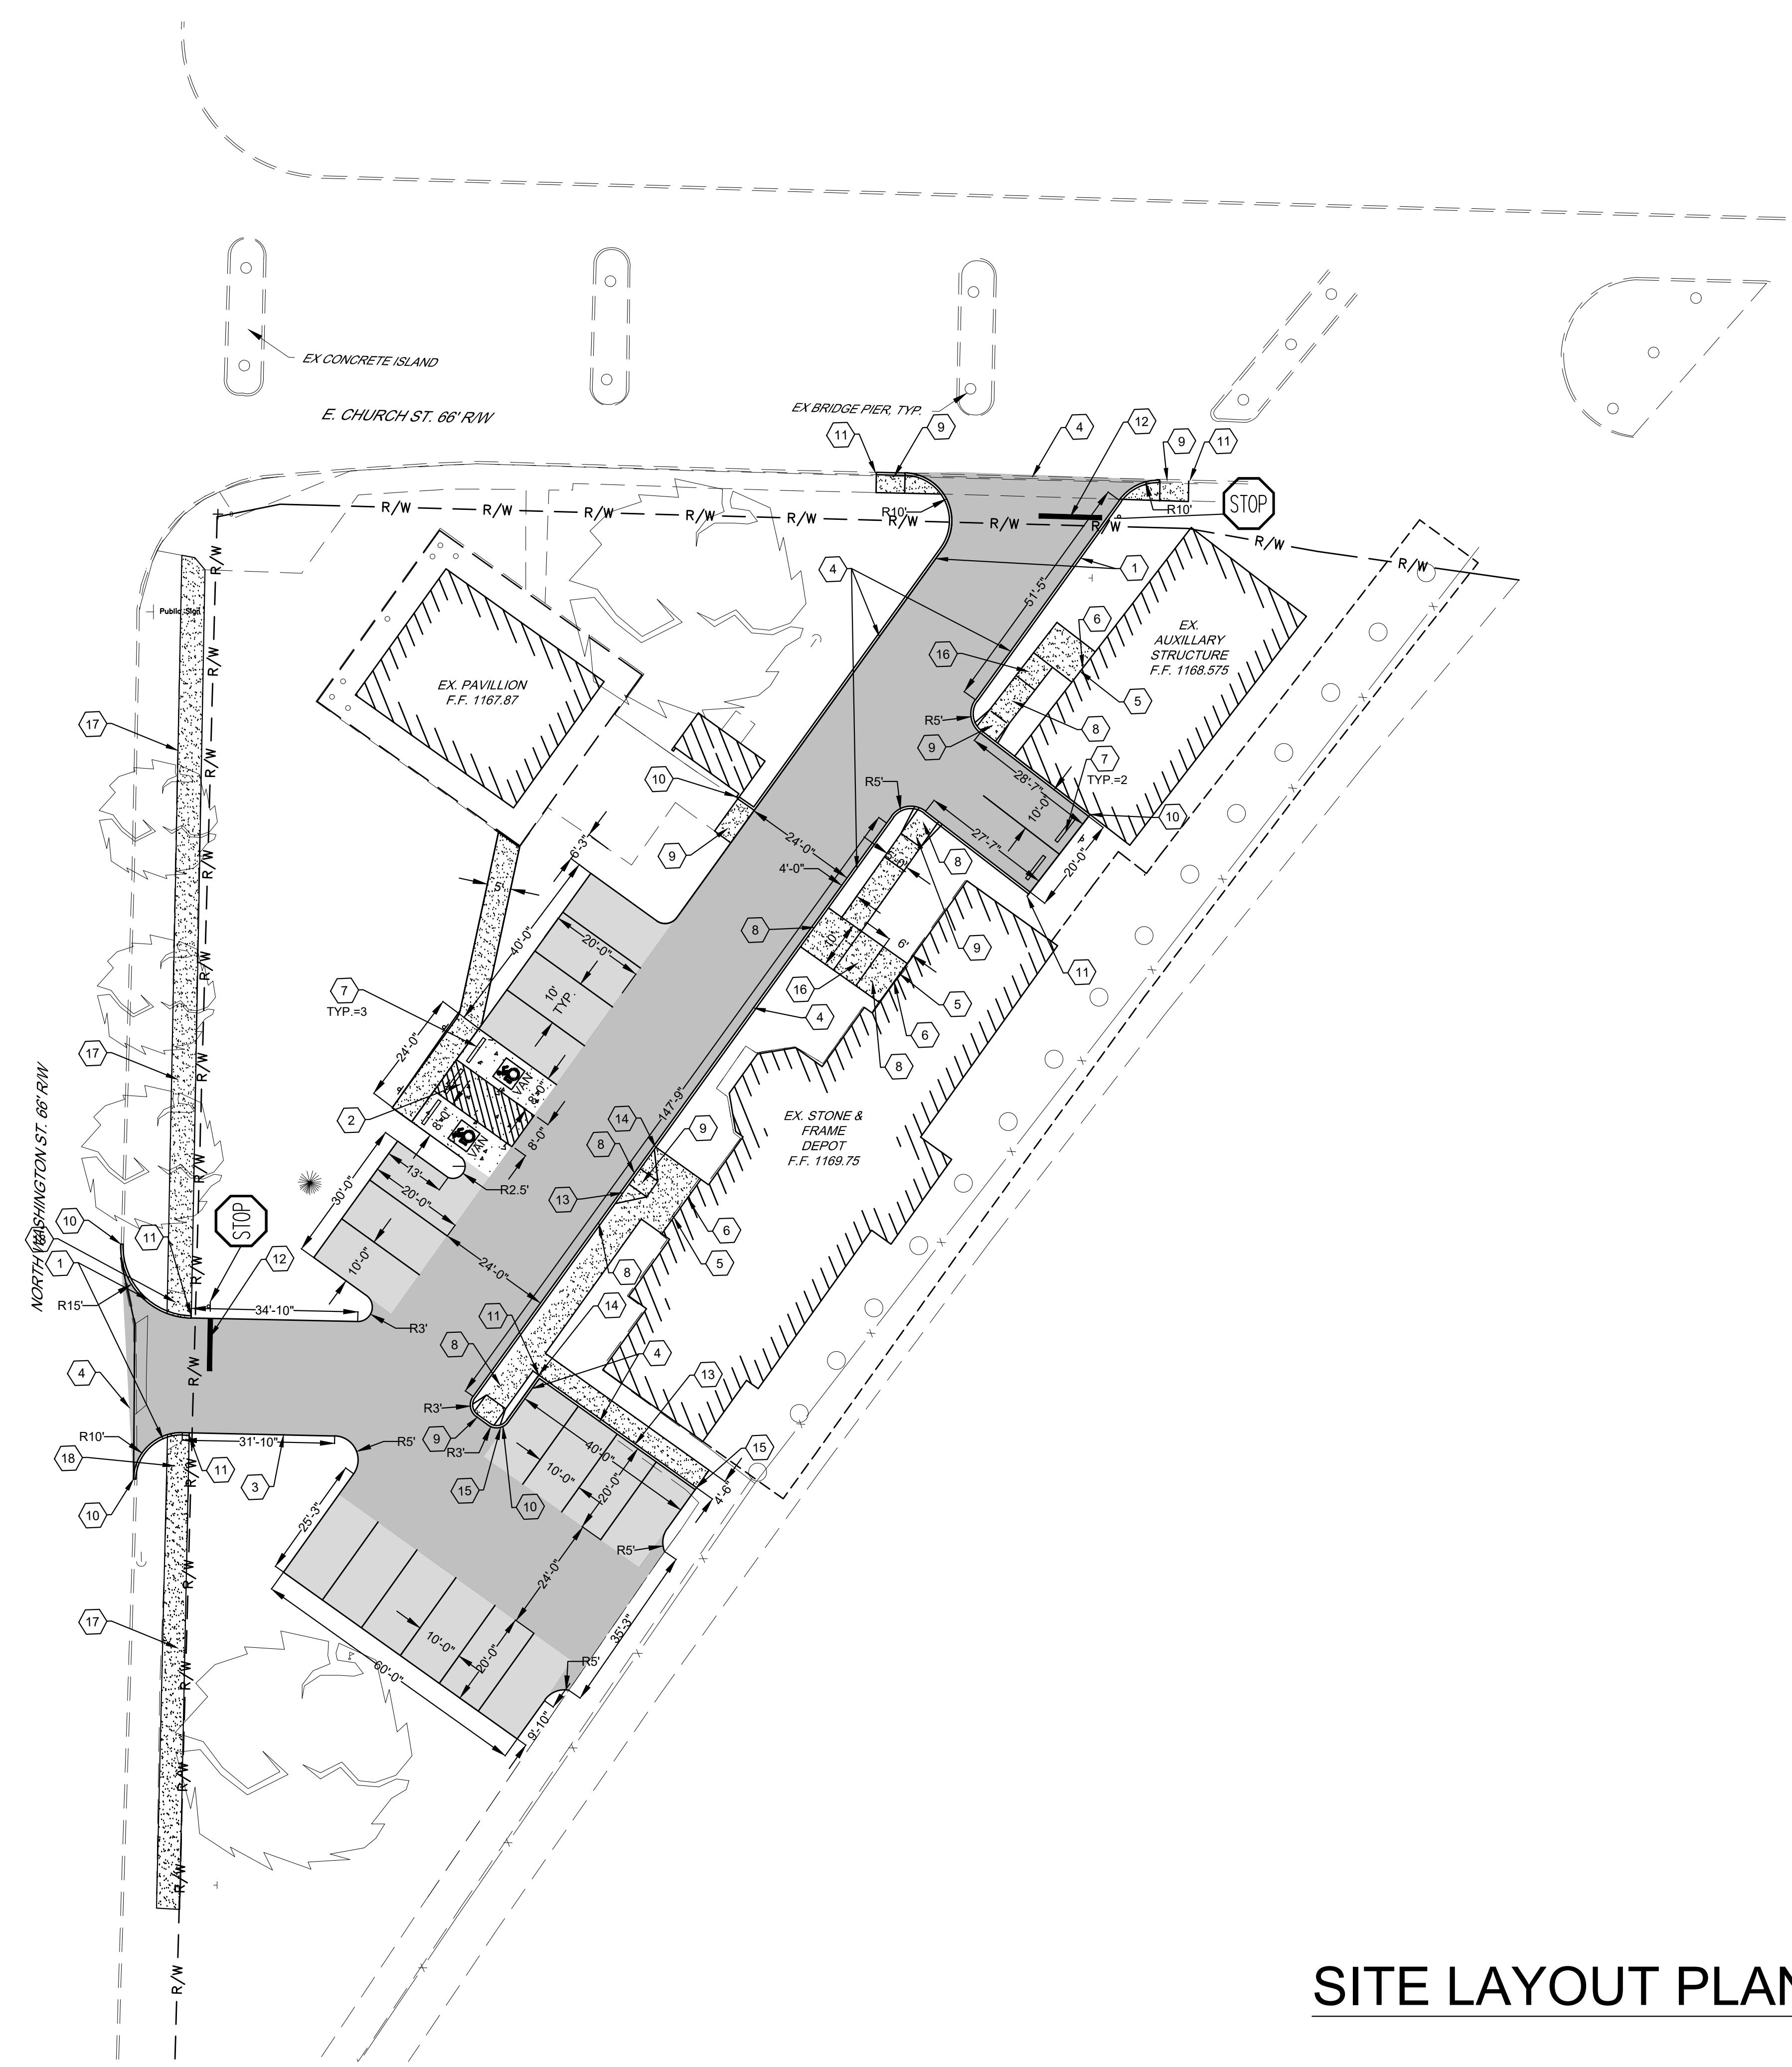 EX CONCRETE ISLAND
E. CHURCH ST. 66' R/W
EX BRIDGE PIER, TYP.
11
9
4
12
9
11
STOP
R10'
R10'
R/W
R/W
R/W
R/W
R/W
R/W
R/W
R/W
R/W
R/W
R/W
Public Sign
4
1
51'-5"
6
EX.
AUXILLARY
STRUCTURE
F.F. 1168.575
16
5
EX. PAVILLION
F.F. 1167.87
R/W
17
R5'
8
9
7
TYP.=2
28'-7"
10
R/W
R5'
10'-0"
10
9
24'-0"
27'-7"
8
20'-0"
6'-3"
4'-0"
R/W
5'
40'-0"
20'-0"
8
9
10'
6'
11
R/W
7
TYP.=3
10'
TYP.
16
5
4
6
24'-0"
8
17
R/W
VAN
8'-0"
2
8'-0"
VAN
8'-0"
147'-9"
14
9
8
EX. STONE &
FRAME
DEPOT
F.F. 1169.75
NORTH WASHINGTON ST. 66' R/W
R/W
13'
R2.5'
30'-0"
20'-0"
13
6
STOP
10
11
5
1
12
10'-0"
24'-0"
8
R/W
R15'
34'-10"
14
11
R3'
8
4
13
4
R/W
R3'
R10'
31'-10"
R5'
9
R3'
40'-0"
15
18
11
3
10'-0"
20'-0"
4'-6"
R/W
15
10
10
25'-3"
R5'
24'-0"
R/W
17
10'-0"
20'-0"
35'-3"
60'-0"
R5'
R/W
9'-10"
R/W
R/W
R/W
SITE LAYOUT PLAN